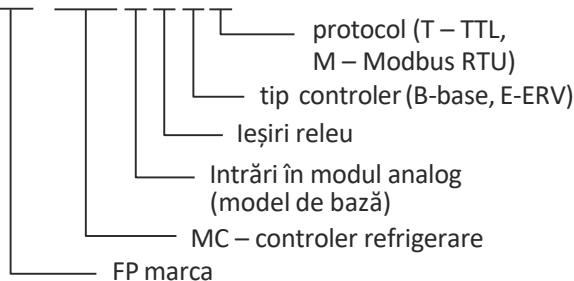 protocol (T – TTL,
M – Modbus RTU)
tip controler (B-base, E-ERV)
Ieșiri releu
Intrări în modul analog
(model de bază)
MC – controler refrigerare
FP marca